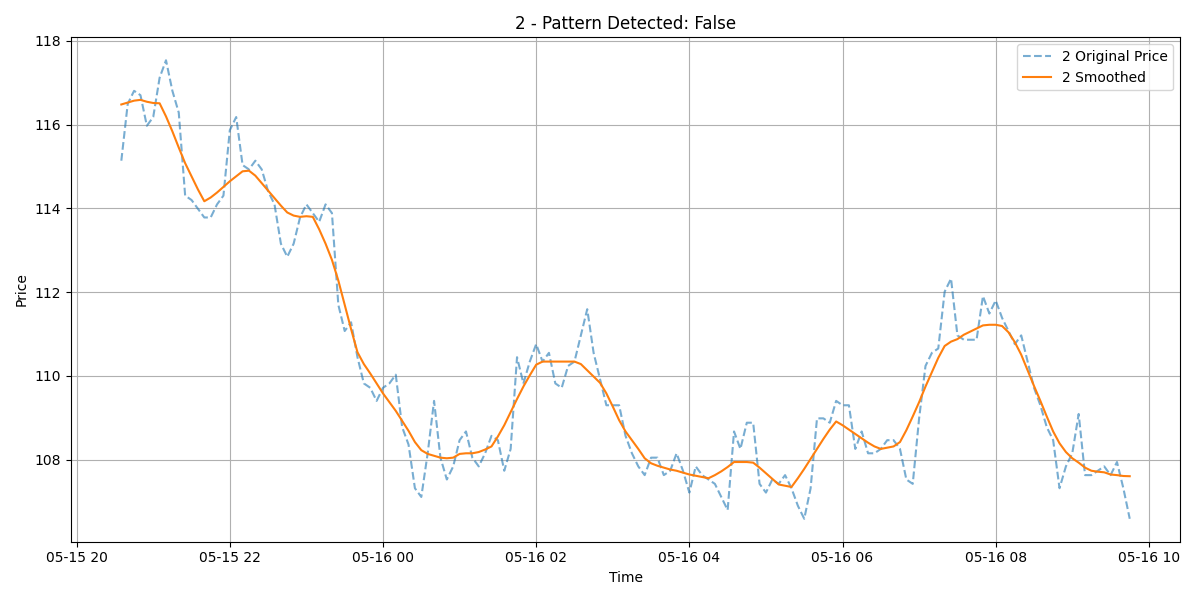 2 - Pattern Detected: False
2 Original Price
2 Smoothed
Price
118
116
114
112
110
108
05-15 20
05-15 22
05-16 00
05-16 02
05-16 04
05-16 06
05-16 08
05-16 10
Time